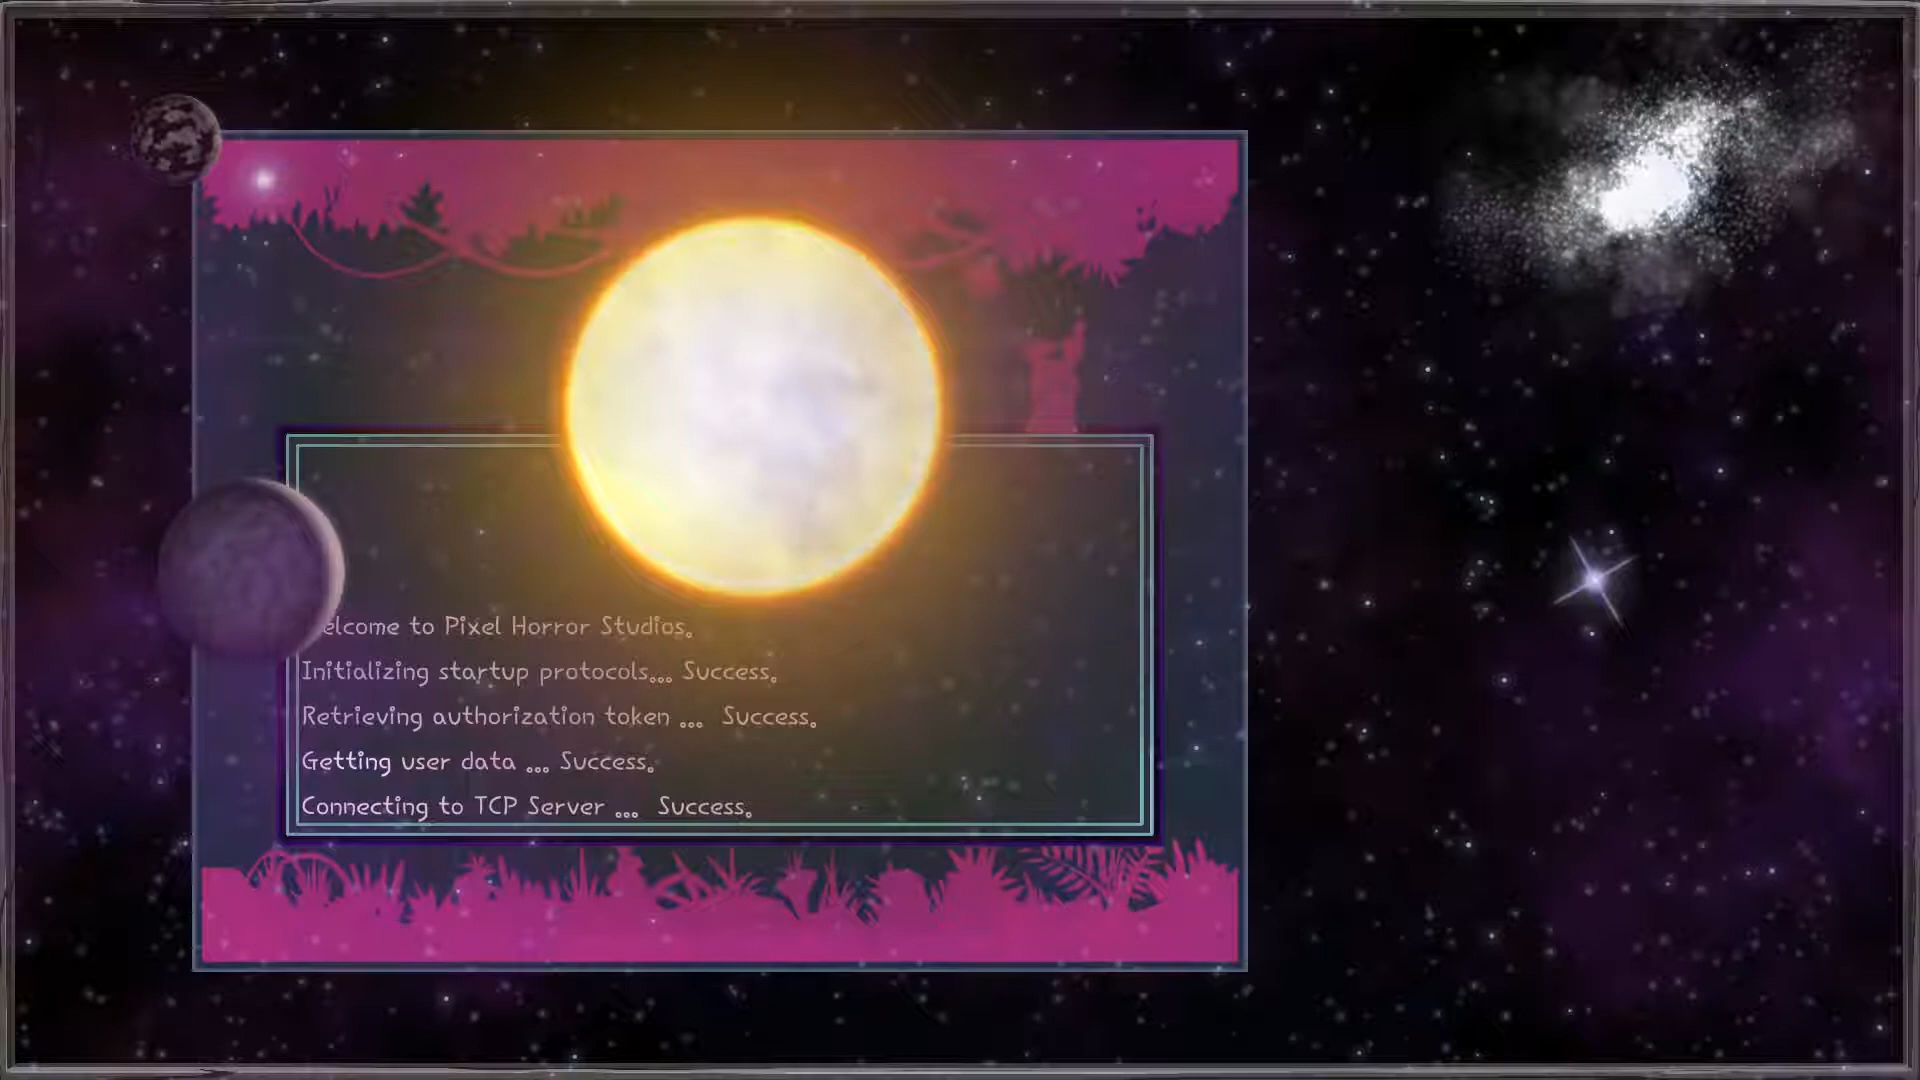 elcome to Pixel Horror Studios.
Initializing startup protocols... Success.
Retrieving authorization token ... Success.
Getting user data ... Success.
Connecting to TCP Server ... Success.